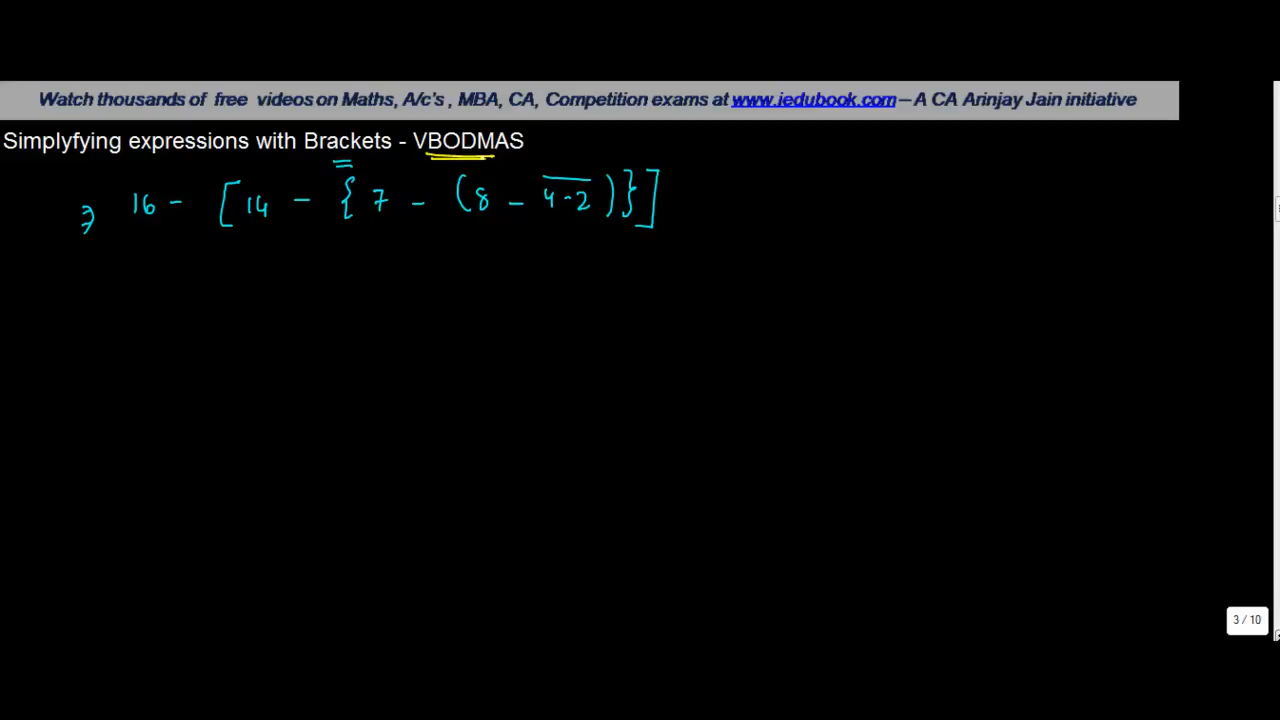 Watch thousands of free videos on Maths, A/c's , MBA, CA, Competition exams at www.iedubook.com – A CA Arinjay Jain initiative
Simplyfying expressions with Brackets - VBODMAS
⇒ 16 - [14 - {7 - (8 - 4̅ ̅-̅ ̅2̅)}]
3 / 10